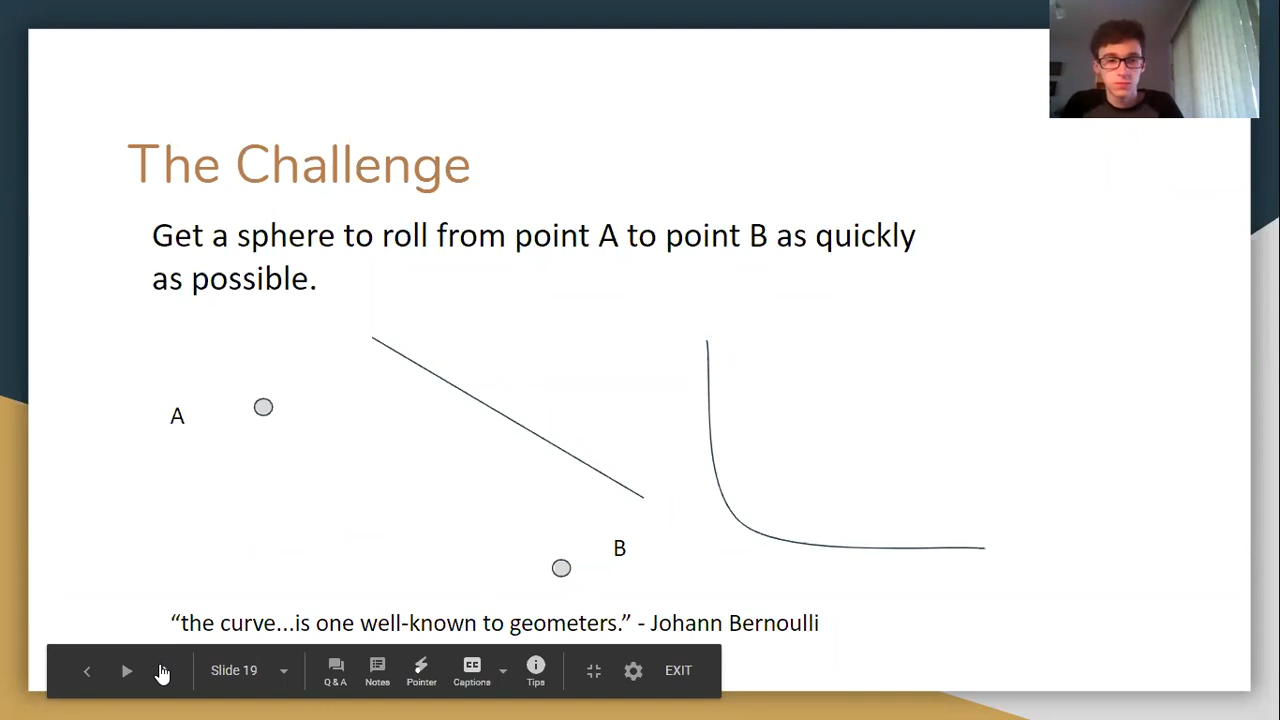 The Challenge
Get a sphere to roll from point A to point B as quickly
as possible.
A
B
“the curve...is one well-known to geometers.” - Johann Bernoulli
Slide 19
Q & A
Notes
Pointer
Captions
Tips
EXIT